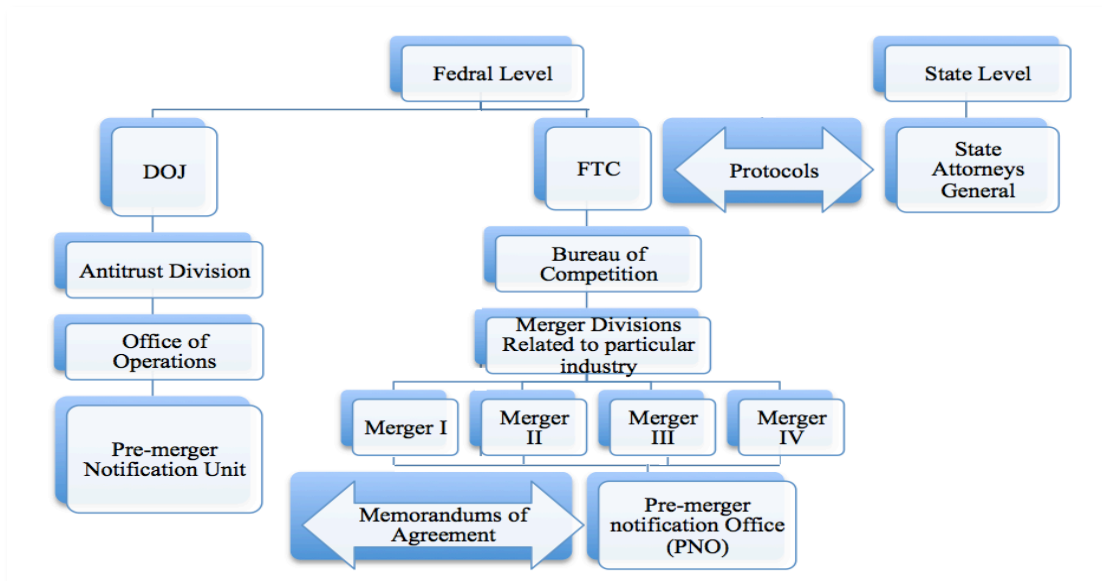 Fedral Level
State Level
DOJ
FTC
Protocols
State
Attorneys
General
Antitrust Division
Bureau of
Competition
Office of
Operations
Merger Divisions
Related to particular
industry
Merger I
Merger
II
Merger
III
Merger
IV
Pre-merger
Notification Unit
Memorandums of
Agreement
Pre-merger
notification Office
(PNO)